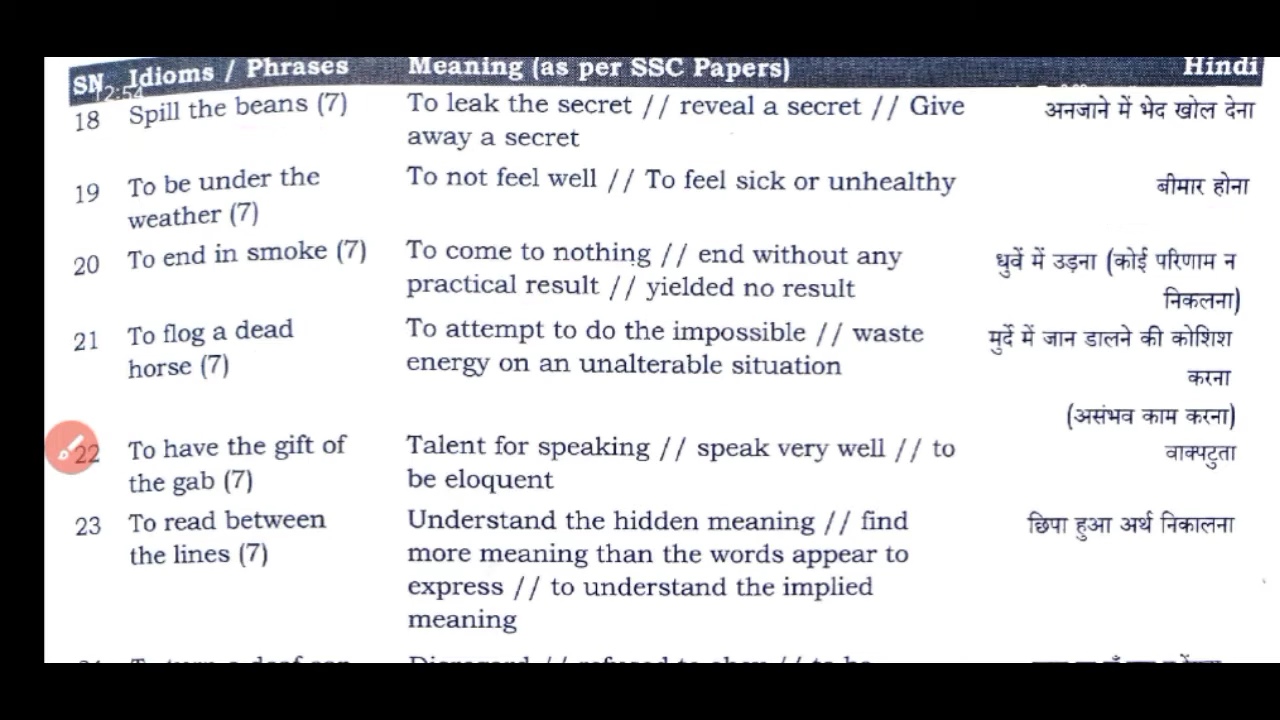 SN. Idioms / Phrases Meaning (as per SSC Papers) Hindi
12:54
18 Spill the beans (7) To leak the secret // reveal a secret // Give अनजाने में भेद खोल देना
away a secret
19 To be under the To not feel well // To feel sick or unhealthy बीमार होना
weather (7)
20 To end in smoke (7) To come to nothing // end without any धुवें में उड़ना (कोई परिणाम न
practical result // yielded no result निकलना)
21 To flog a dead To attempt to do the impossible // waste मुर्दे में जान डालने की कोशिश
horse (7) energy on an unalterable situation करना
(असंभव काम करना)
22 To have the gift of Talent for speaking // speak very well // to वाक्पटुता
the gab (7) be eloquent
23 To read between Understand the hidden meaning // find छिपा हुआ अर्थ निकालना
the lines (7) more meaning than the words appear to
express // to understand the implied
meaning